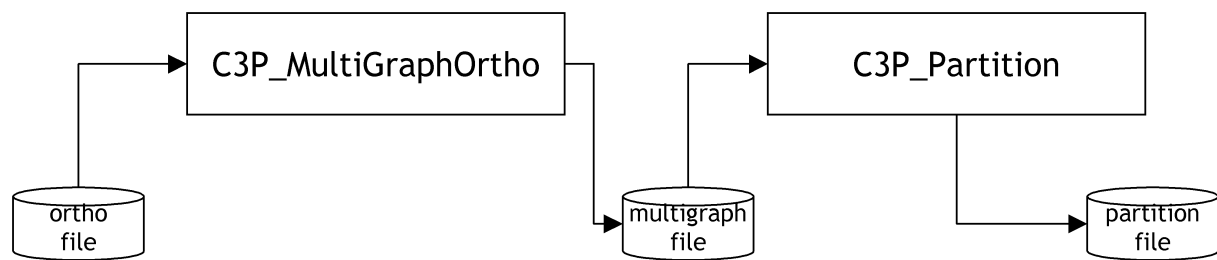 C3P_MultiGraphOrtho
C3P_Partition
ortho
file
multigraph
file
partition
file